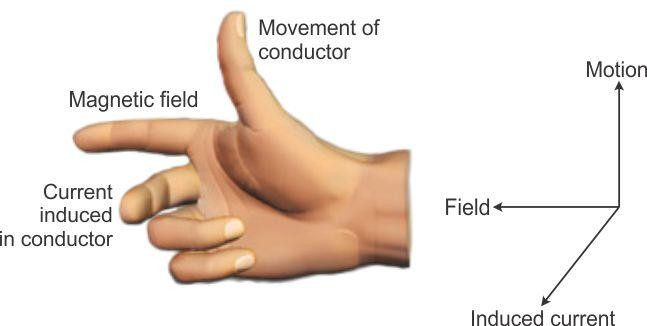 Movement of
conductor
Magnetic field
Current
induced
in conductor
Motion
Field
Induced current